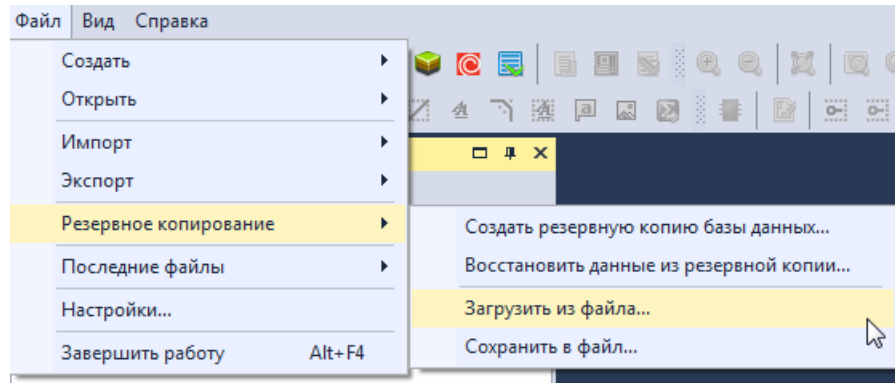 Файл Вид Справка
Создать
Открыть
Импорт
Экспорт
Резервное копирование
Последние файлы
Настройки...
Завершить работу Alt+F4
Создать резервную копию базы данных...
Восстановить данные из резервной копии...
Загрузить из файла...
Сохранить в файл...